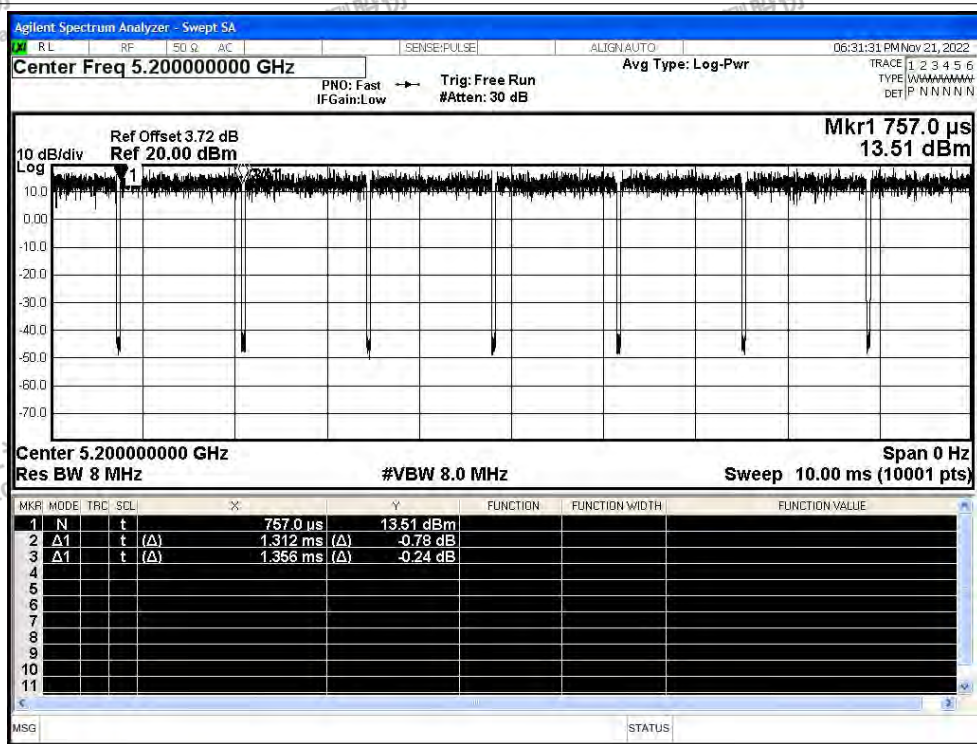 Agilent Spectrum Analyzer - Swept SA
RL RF 50 Ω AC SENSE:PULSE ALIGN AUTO 06:31:31 PM Nov 21, 2022
Center Freq 5.200000000 GHz
PNO: Fast
IFGain:Low
Trig: Free Run
#Atten: 30 dB
Avg Type: Log-Pwr
TRACE 1 2 3 4 5 6
TYPE
DET P N N N N N
Mkr1 757.0 µs
13.51 dBm
Ref Offset 3.72 dB
10 dB/div Ref 20.00 dBm
Log
1
10.0
0.00
-10.0
-20.0
-30.0
-40.0
-50.0
-60.0
-70.0
Center 5.200000000 GHz Span 0 Hz
Res BW 8 MHz #VBW 8.0 MHz Sweep 10.00 ms (10001 pts)
MKR MODE TRC SCL X Y FUNCTION FUNCTION WIDTH FUNCTION VALUE
1 N t 757.0 µs 13.51 dBm
2 Δ1 t (Δ) 1.312 ms (Δ) -0.78 dB
3 Δ1 t (Δ) 1.356 ms (Δ) -0.24 dB
4
5
6
7
8
9
10
11
MSG STATUS